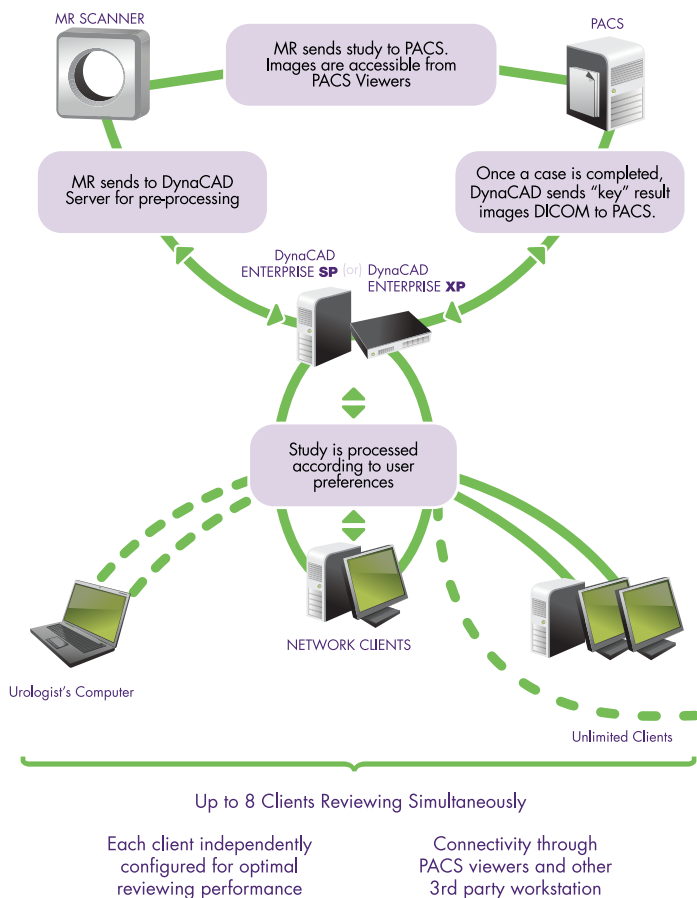 MR SCANNER
PACS
MR sends study to PACS.
Images are accessible from
PACS Viewers
MR sends to DynaCAD
Server for pre-processing
Once a case is completed,
DynaCAD sends “key” result
images DICOM to PACS.
DynaCAD
ENTERPRISE SP (or) DynaCAD
ENTERPRISE XP
Study is processed
according to user
preferences
NETWORK CLIENTS
Urologist’s Computer
Unlimited Clients
Up to 8 Clients Reviewing Simultaneously
Each client independently
configured for optimal
reviewing performance
Connectivity through
PACS viewers and other
3rd party workstation